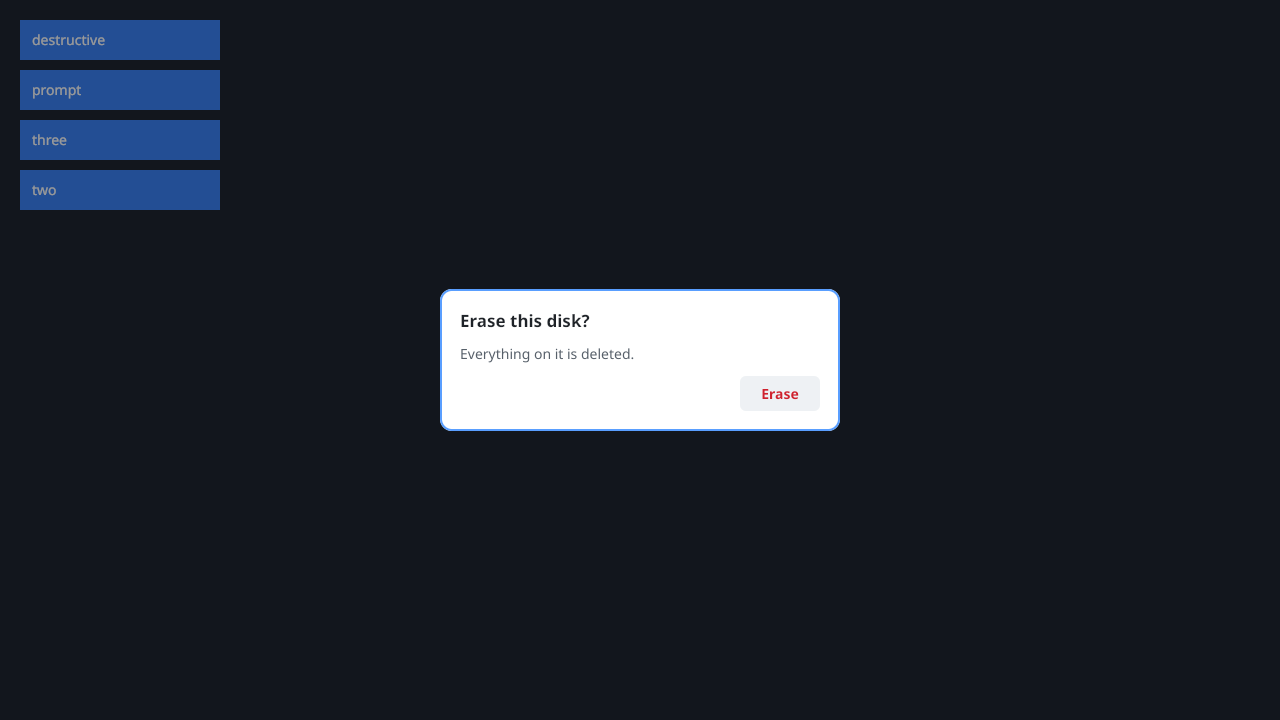 destructive
prompt
three
two
Erase this disk?
Everything on it is deleted.
Erase